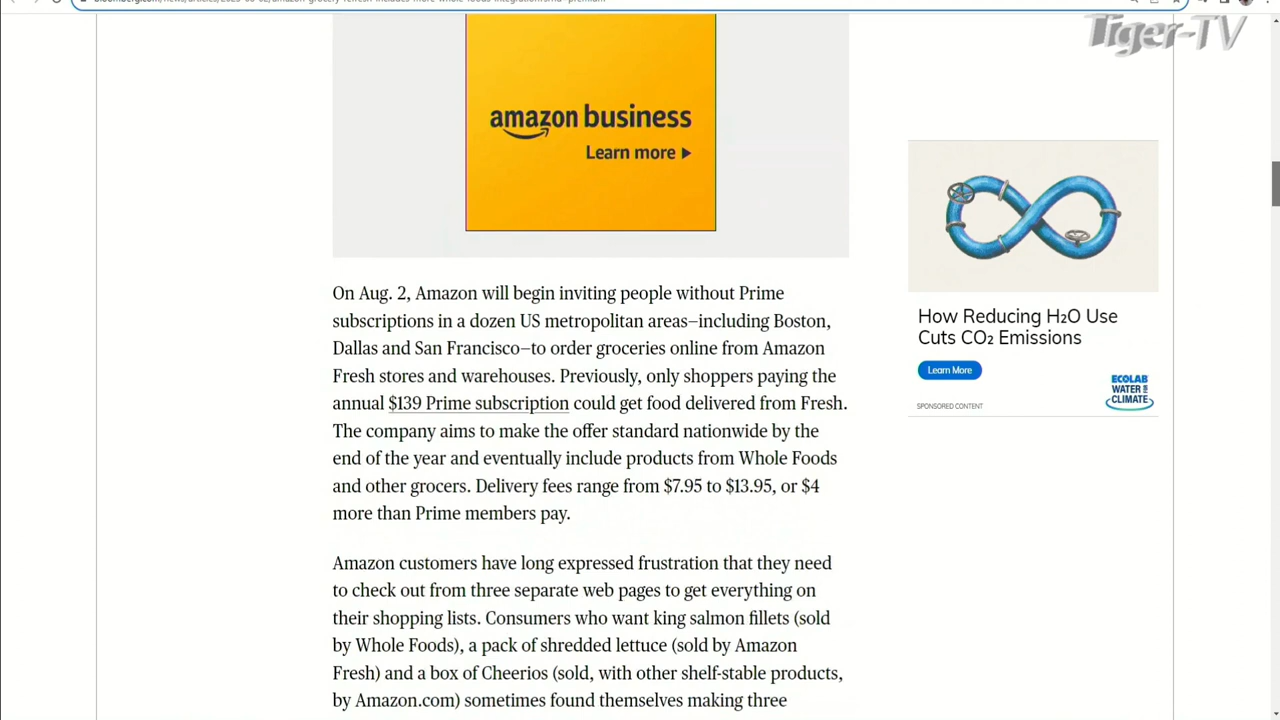 Tiger-TV
amazon business
Learn more
On Aug. 2, Amazon will begin inviting people without Prime
subscriptions in a dozen US metropolitan areas—including Boston,
Dallas and San Francisco—to order groceries online from Amazon
Fresh stores and warehouses. Previously, only shoppers paying the
annual $139 Prime subscription could get food delivered from Fresh.
The company aims to make the offer standard nationwide by the
end of the year and eventually include products from Whole Foods
and other grocers. Delivery fees range from $7.95 to $13.95, or $4
more than Prime members pay.
Amazon customers have long expressed frustration that they need
to check out from three separate web pages to get everything on
their shopping lists. Consumers who want king salmon fillets (sold
by Whole Foods), a pack of shredded lettuce (sold by Amazon
Fresh) and a box of Cheerios (sold, with other shelf-stable products,
by Amazon.com) sometimes found themselves making three
How Reducing H₂O Use
Cuts CO₂ Emissions
Learn More
ECOLAB
WATER FOR
CLIMATE
SPONSORED CONTENT